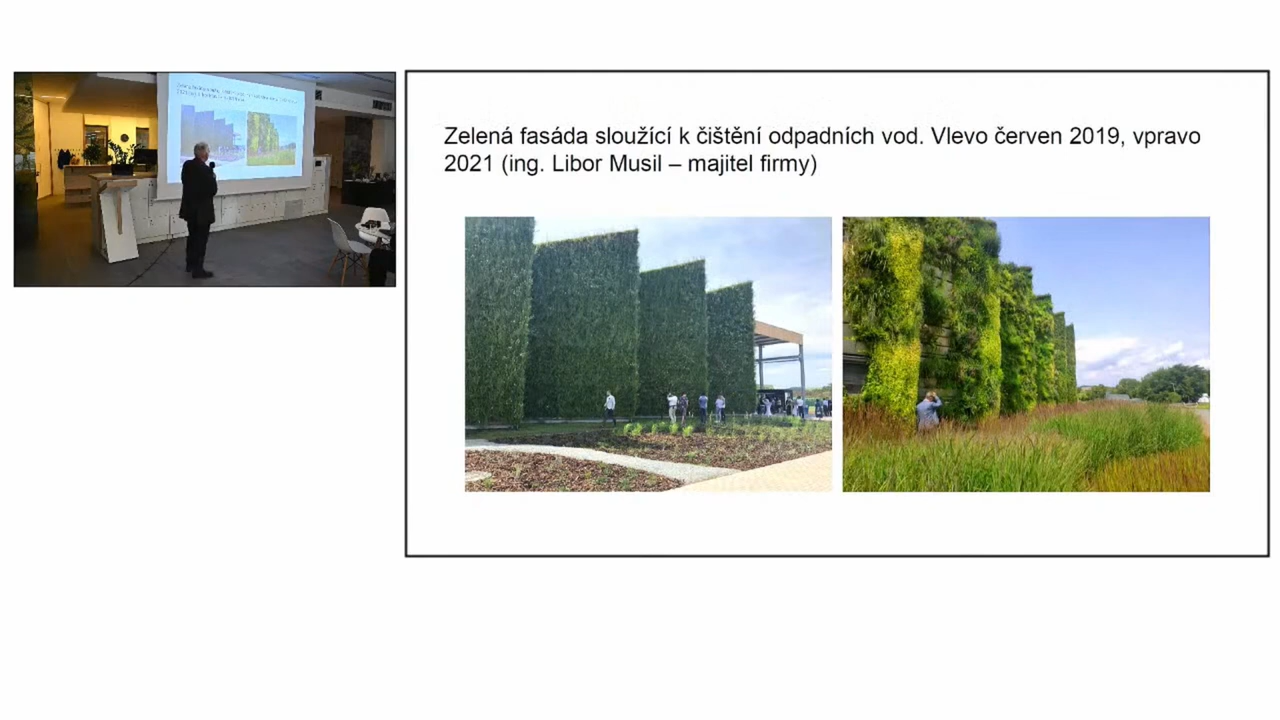 Zelená fasáda sloužící k čištění odpadních vod. Vlevo červen 2019, vpravo
2021 (ing. Libor Musil – majitel firmy)